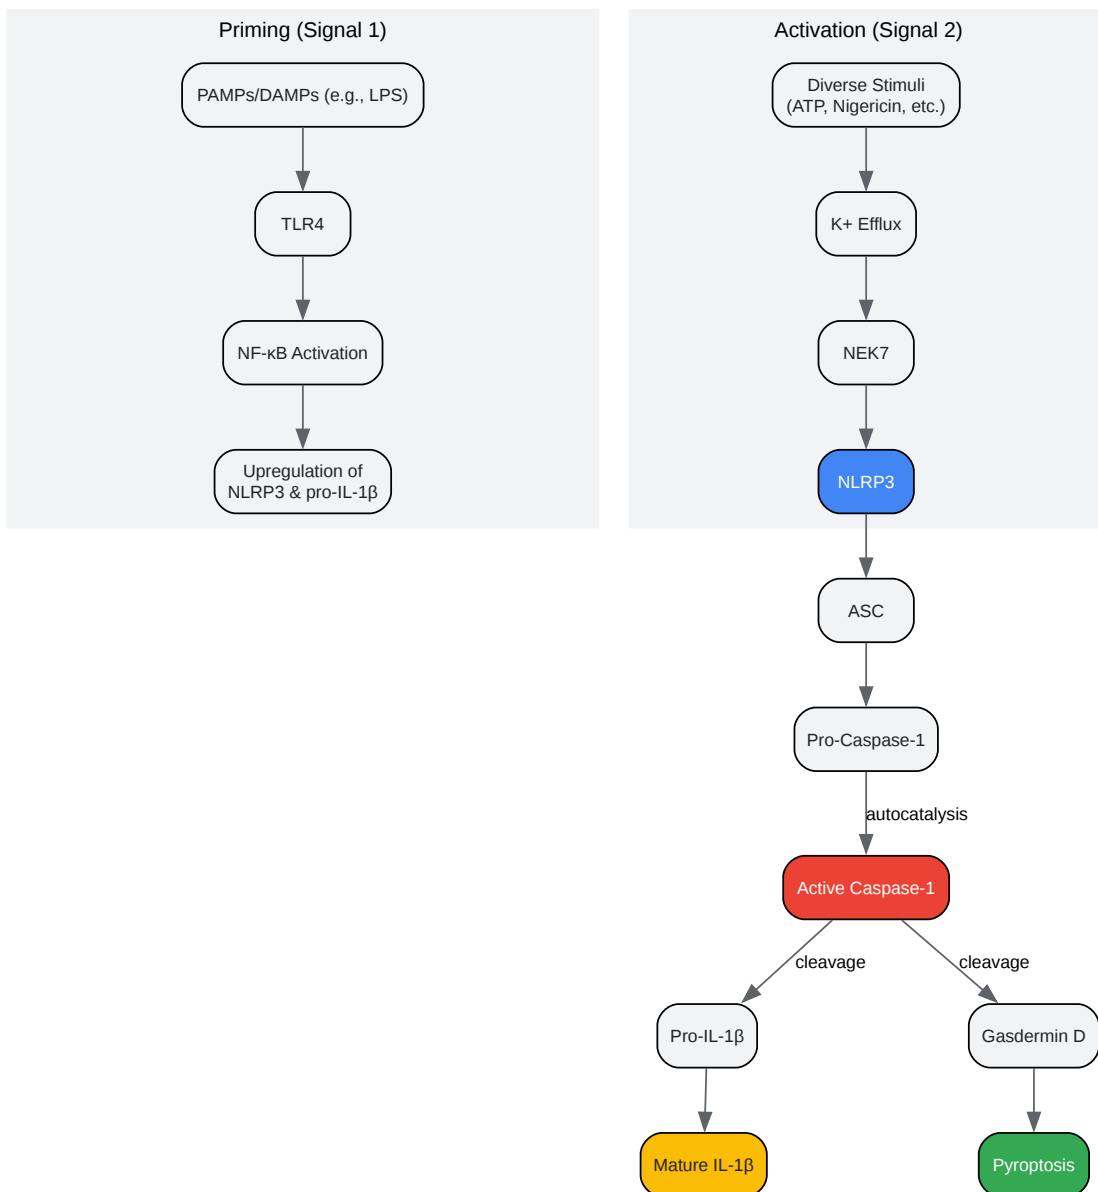 Priming (Signal 1)
PAMPs/DAMPs (e.g., LPS)
TLR4
NF-κB Activation
Upregulation of
NLRP3 & pro-IL-1β
Activation (Signal 2)
Diverse Stimuli
(ATP, Nigericin, etc.)
K+ Efflux
NEK7
NLRP3
ASC
Pro-Caspase-1
autocatalysis
Active Caspase-1
cleavage
cleavage
Pro-IL-1β
Gasdermin D
Mature IL-1β
Pyroptosis